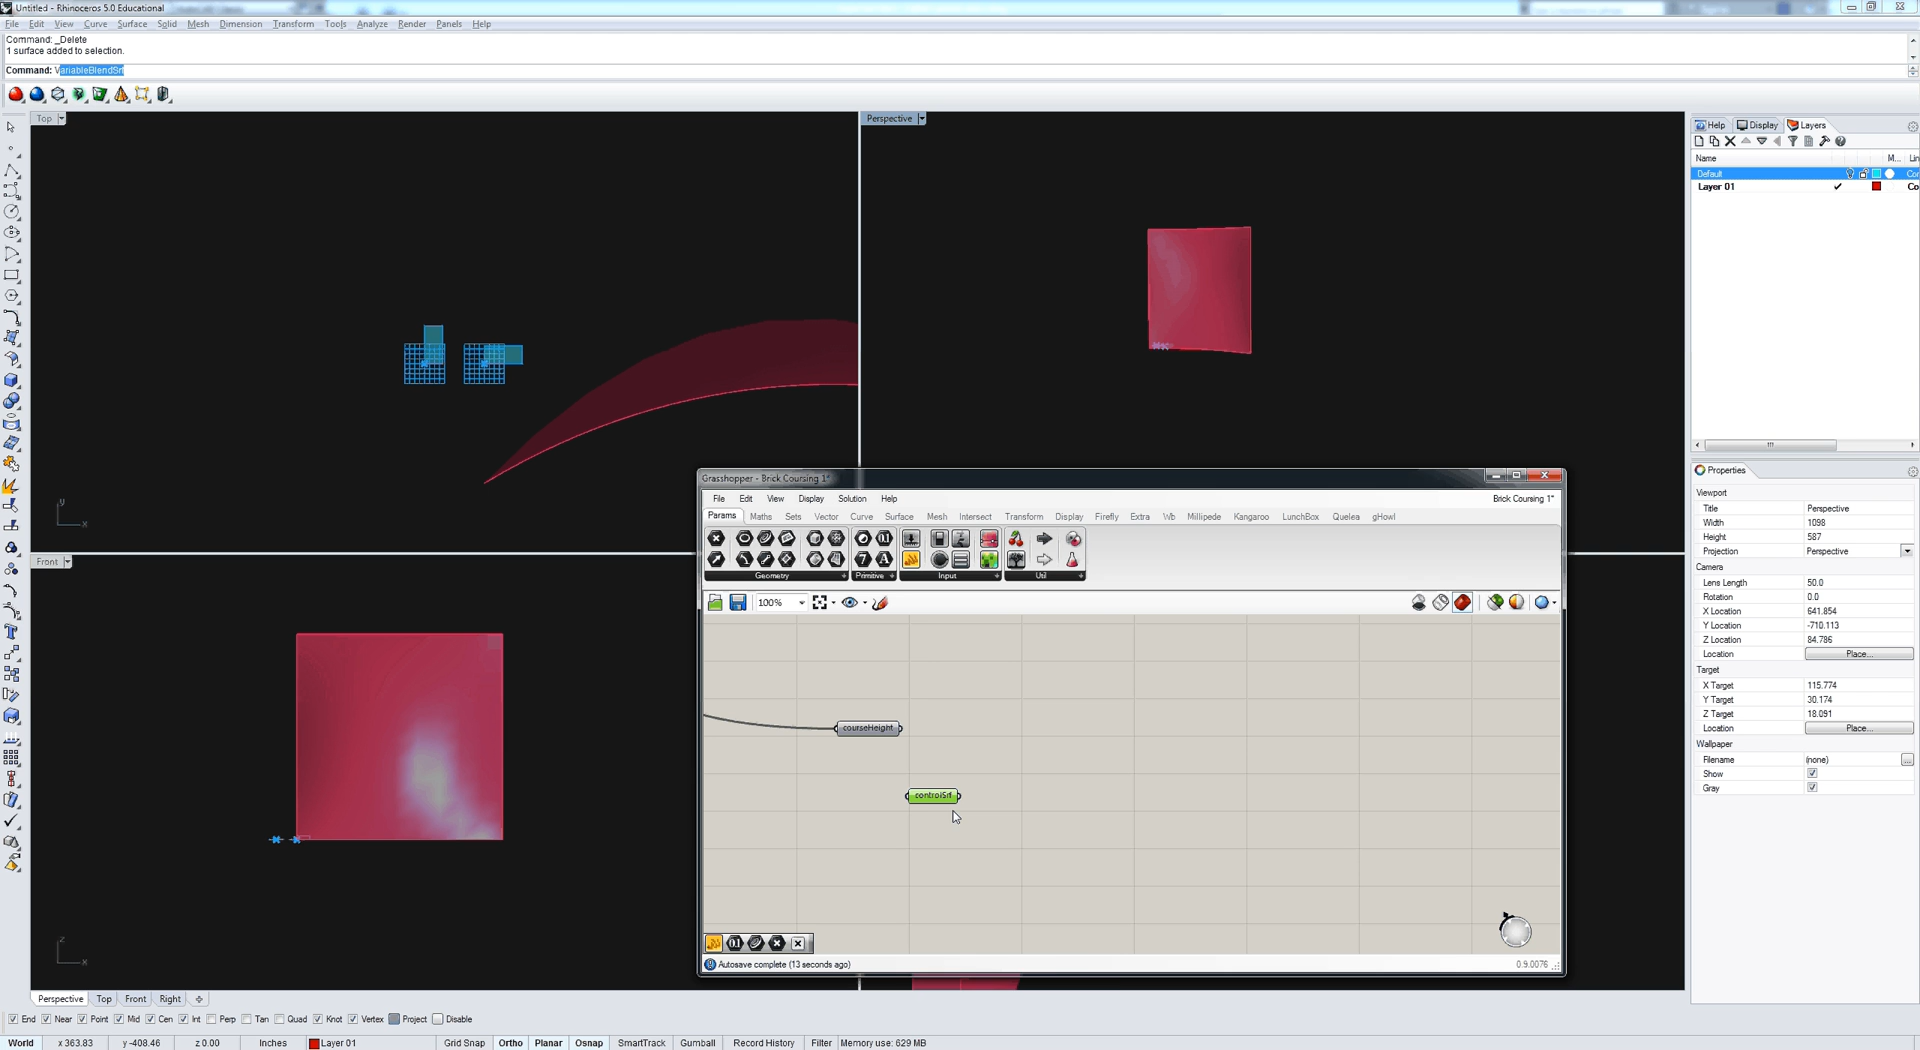 Untitled - Rhinoceros 5.0 Educational
File Edit View Curve Surface Solid Mesh Dimension Transform Tools Analyze Render Panels Help
Command: _Delete
1 surface added to selection.
Command: VariableBlendSrf
Top
Perspective
Help Display Layers
Name M... Lin
Default Con
Layer 01 Co
Grasshopper - Brick Coursing 1*
File Edit View Display Solution Help Brick Coursing 1*
Params Maths Sets Vector Curve Surface Mesh Intersect Transform Display Firefly Extra Wb Millipede Kangaroo LunchBox Quelea gHowl
Geometry Primitive Input Util
100%
courseHeight
controlSrf
Autosave complete (13 seconds ago) 0.9.0076
Front
Properties
Viewport
Title Perspective
Width 1098
Height 587
Projection Perspective
Camera
Lens Length 50.0
Rotation 0.0
X Location 641.854
Y Location -710.113
Z Location 84.786
Location Place...
Target
X Target 115.774
Y Target 30.174
Z Target 18.091
Location Place...
Wallpaper
Filename (none) ...
Show
Gray
y
x
z
x
Perspective Top Front Right
End Near Point Mid Cen Int Perp Tan Quad Knot Vertex Project Disable
World x 363.83 y -408.46 z 0.00 Inches Layer 01 Grid Snap Ortho Planar Osnap SmartTrack Gumball Record History Filter Memory use: 629 MB